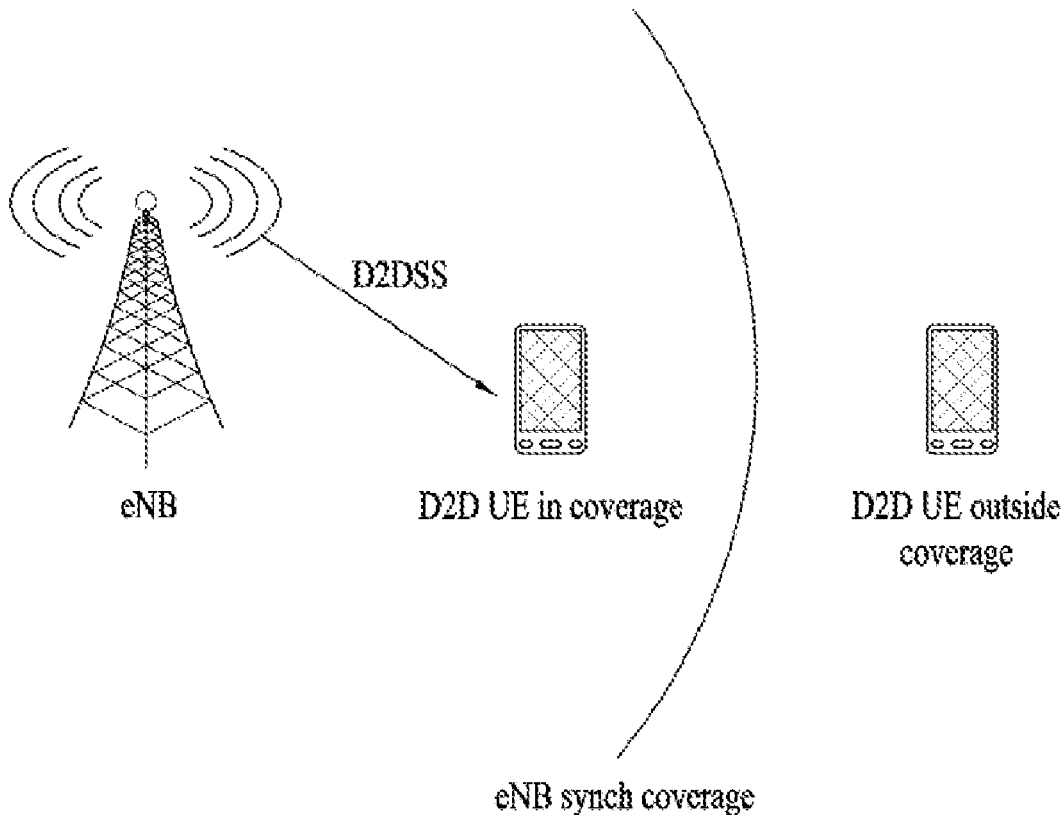 D2DSS
eNB
D2D UE in coverage
D2D UE outside
coverage
eNB synch coverage